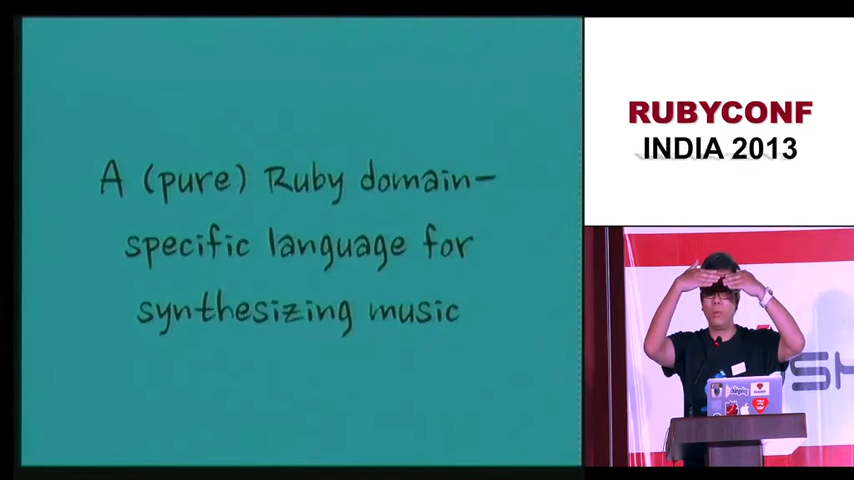 A (pure) Ruby domain-
specific language for
synthesizing music
RUBYCONF
INDIA 2013